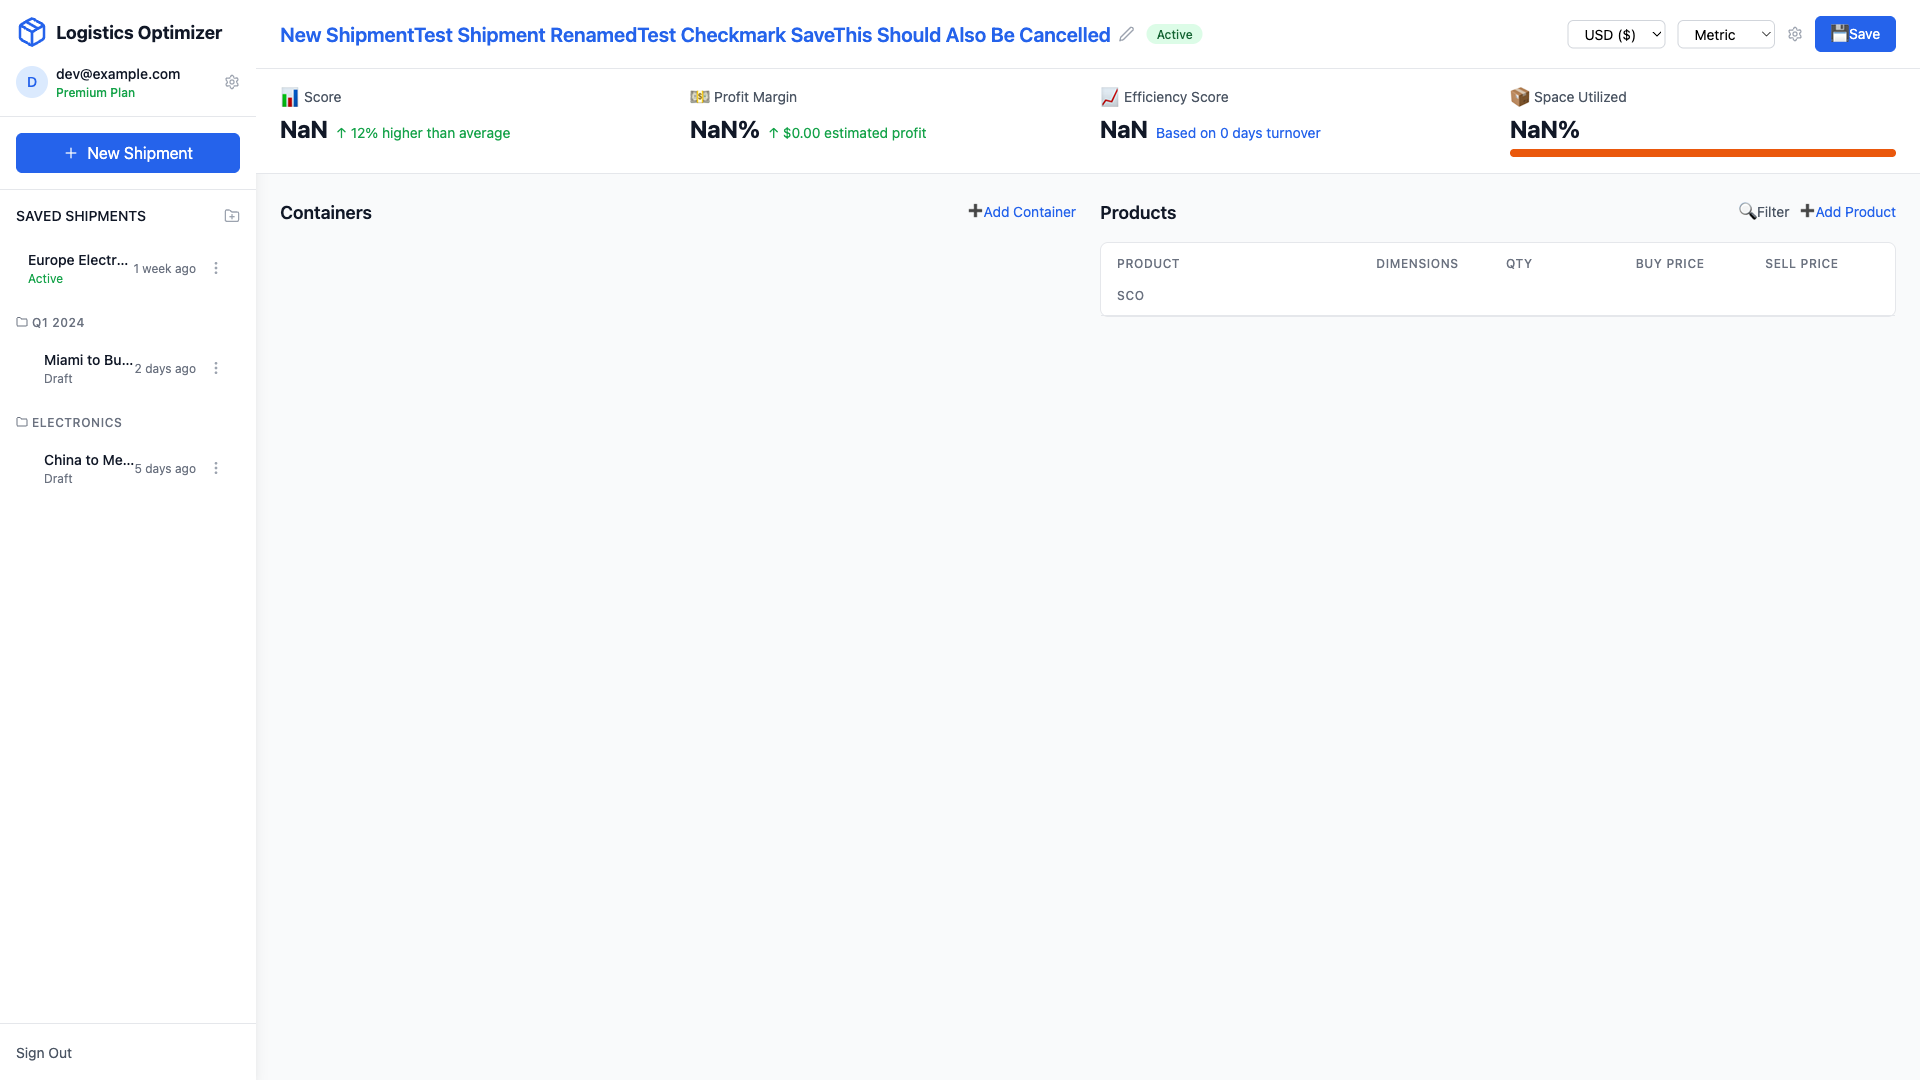 Logistics Optimizer
D
dev@example.com
Premium Plan
+ New Shipment
SAVED SHIPMENTS
Europe Electr...
Active
1 week ago
Q1 2024
Miami to Bu...
Draft
2 days ago
ELECTRONICS
China to Me...
Draft
5 days ago
Sign Out
New ShipmentTest Shipment RenamedTest Checkmark SaveThis Should Also Be Cancelled
Active
USD ($)
Metric
💾Save
📊 Score
NaN ↑ 12% higher than average
💵 Profit Margin
NaN% ↑ $0.00 estimated profit
📈 Efficiency Score
NaN Based on 0 days turnover
📦 Space Utilized
NaN%
Containers
➕Add Container
Products
🔍Filter ➕Add Product
PRODUCT DIMENSIONS QTY BUY PRICE SELL PRICE
SCO